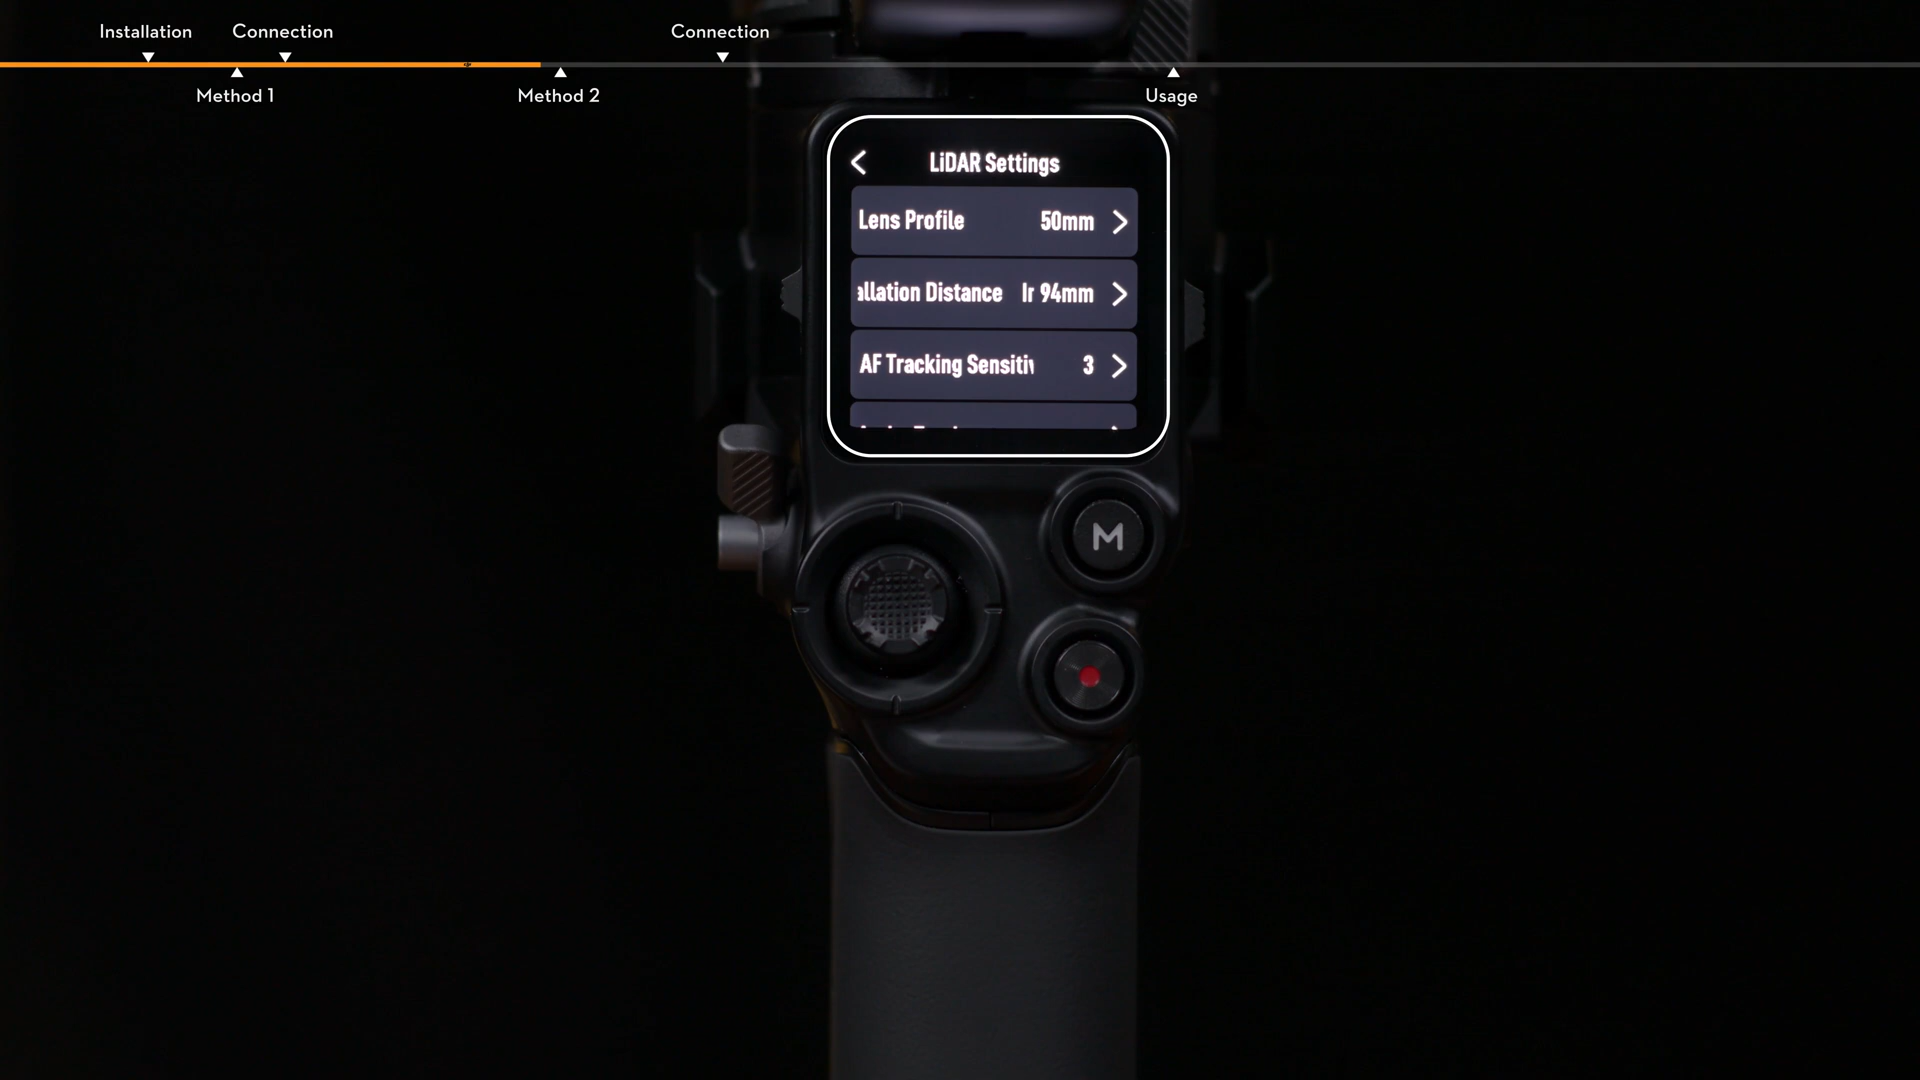 Installation
Connection
Connection
Method 1
Method 2
Usage
LiDAR Settings
Lens Profile 50mm
allation Distance Ir 94mm
AF Tracking Sensitiv 3
M